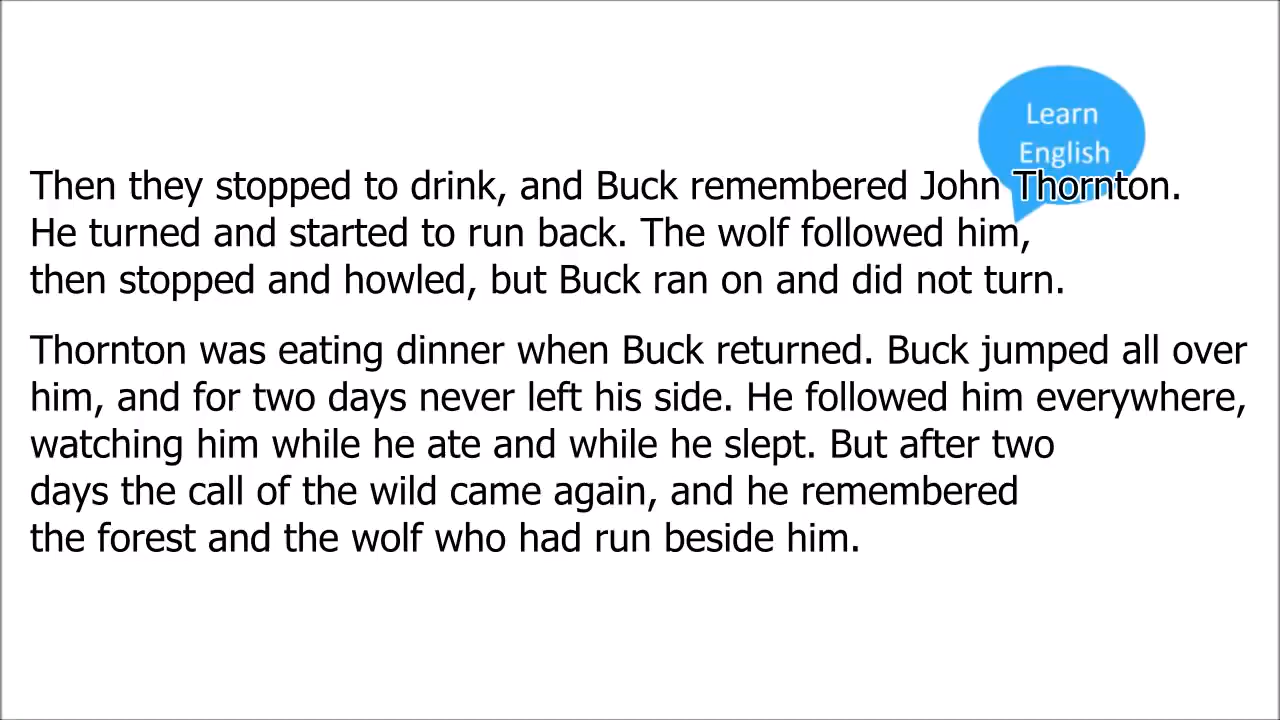 Learn
English
Then they stopped to drink, and Buck remembered John Thornton.
He turned and started to run back. The wolf followed him,
then stopped and howled, but Buck ran on and did not turn.
Thornton was eating dinner when Buck returned. Buck jumped all over
him, and for two days never left his side. He followed him everywhere,
watching him while he ate and while he slept. But after two
days the call of the wild came again, and he remembered
the forest and the wolf who had run beside him.